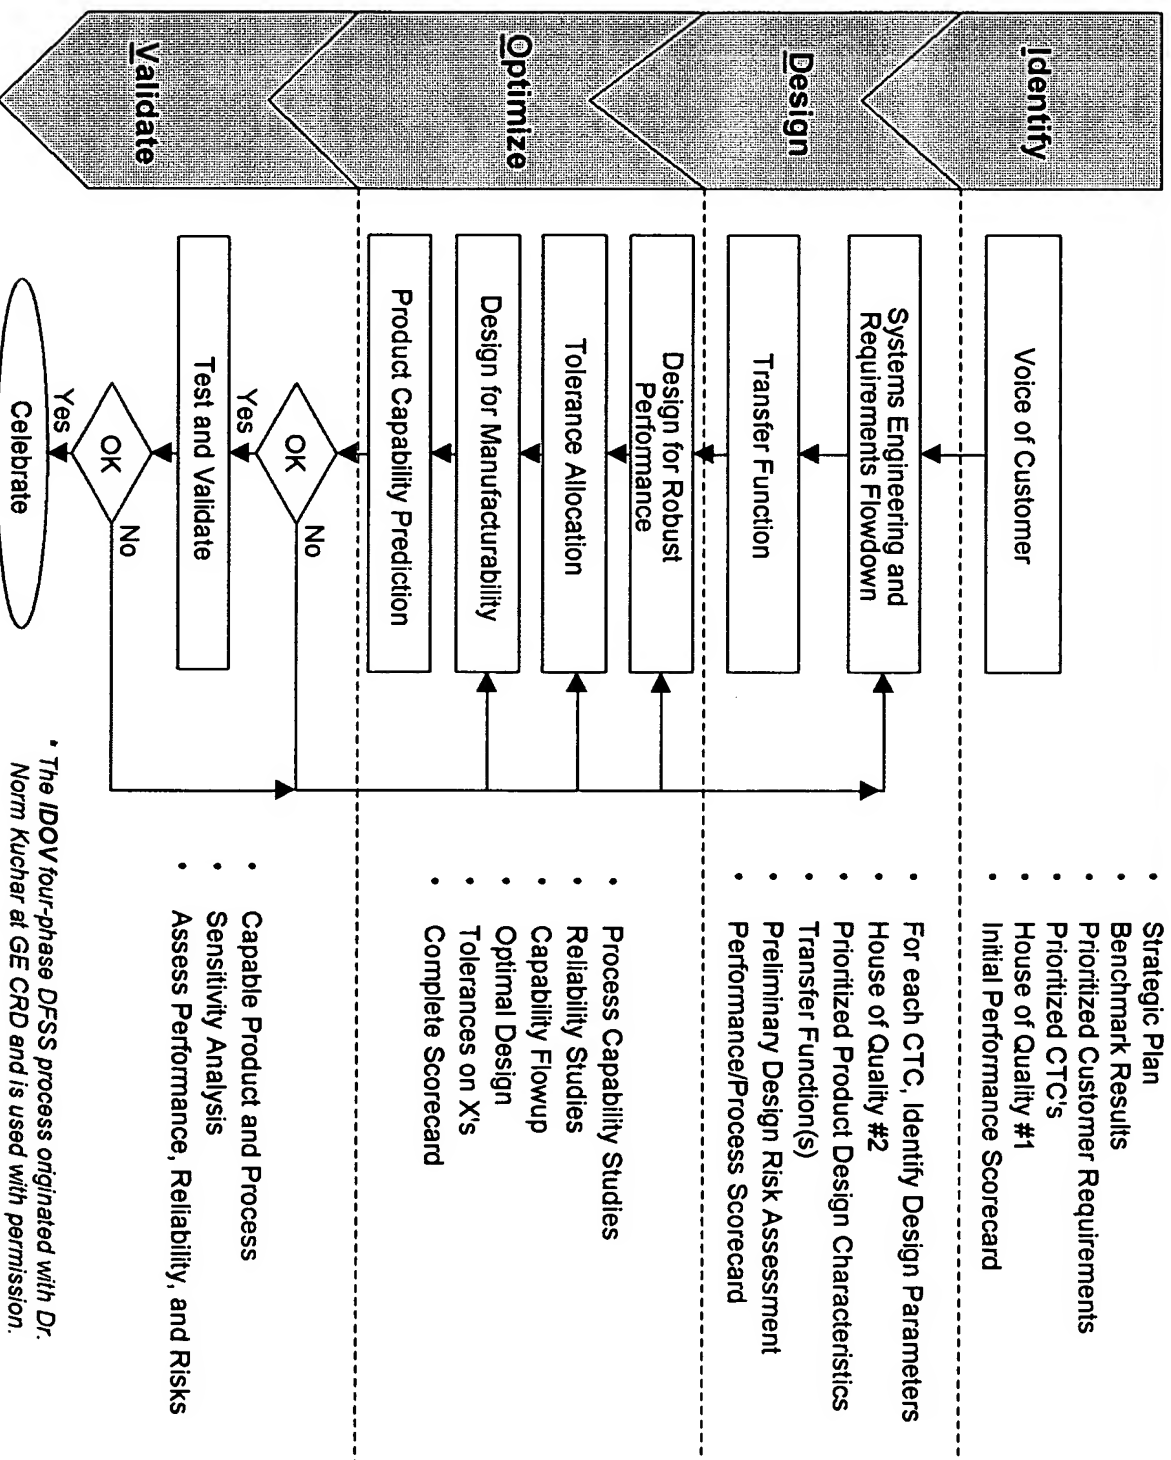 Identify
Voice of Customer
Strategic Plan
Benchmark Results
Prioritized Customer Requirements
Prioritized CTC's
House of Quality #1
Initial Performance Scorecard
Design
Systems Engineering and
Requirements Flowdown
Transfer Function
For each CTC, Identify Design Parameters
House of Quality #2
Prioritized Product Design Characteristics
Transfer Function(s)
Preliminary Design Risk Assessment
Performance/Process Scorecard
Optimize
Design for Robust
Performance
Tolerance Allocation
Design for Manufacturability
Product Capability Prediction
Process Capability Studies
Reliability Studies
Capability Flowup
Optimal Design
Tolerances on X's
Complete Scorecard
Validate
OK
No
Yes
Test and Validate
OK
No
Yes
Celebrate
Capable Product and Process
Sensitivity Analysis
Assess Performance, Reliability, and Risks
* The IDOV four-phase DFSS process originated with Dr.
Norm Kuchar at GE CRD and is used with permission.